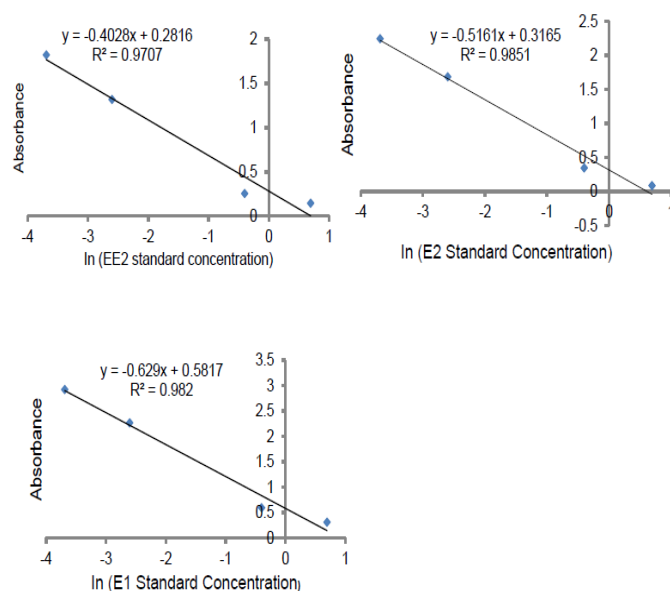 y = -0.4028x + 0.2816
R² = 0.9707
Absorbance
2
1.5
1
0.5
0
-4 -3 -2 -1 0 1
ln (EE2 standard concentration)
y = -0.5161x + 0.3165
R² = 0.9851
Absorbance
2.5
2
1.5
1
0.5
0
-0.5
-4 -3 -2 -1 0 1
ln (E2 Standard Concentration)
y = -0.629x + 0.5817
R² = 0.982
Absorbance
3.5
3
2.5
2
1.5
1
0.5
0
-4 -3 -2 -1 0 1
ln (E1 Standard Concentration)